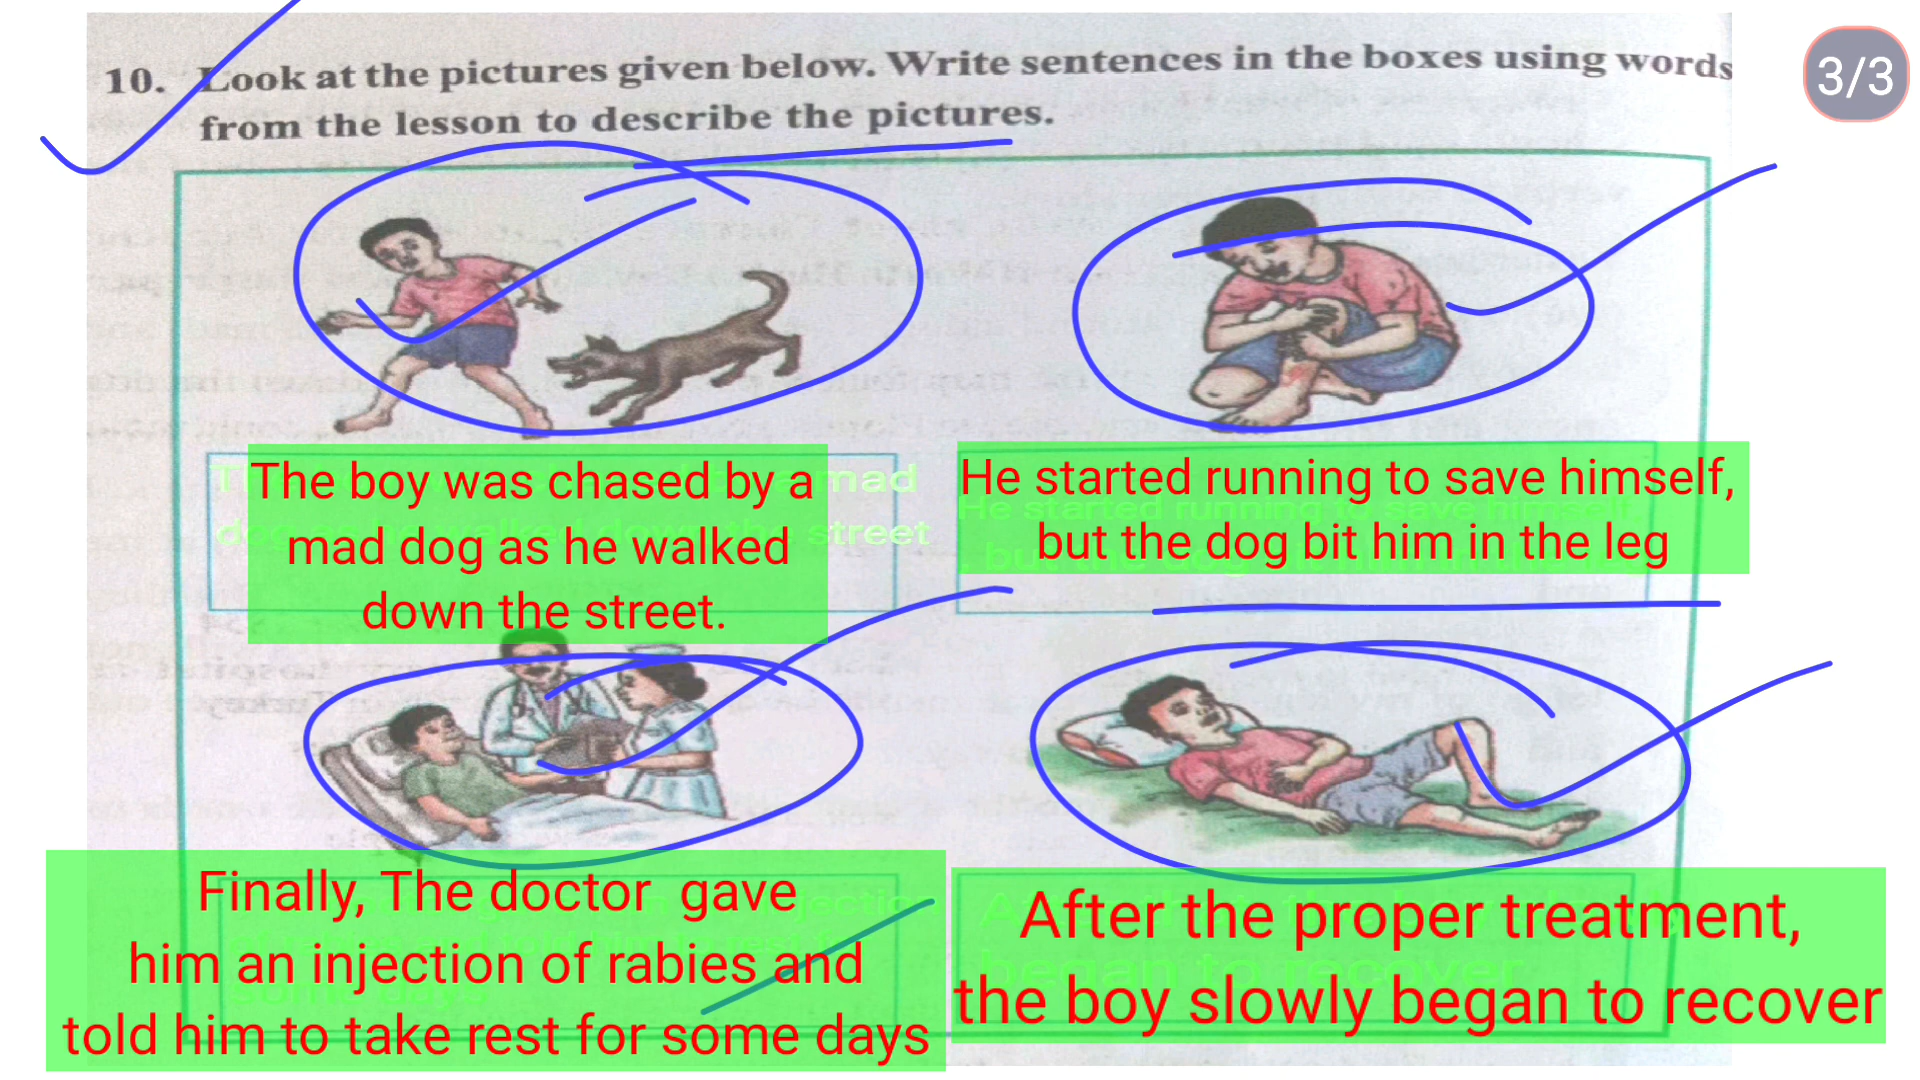 10. Look at the pictures given below. Write sentences in the boxes using words
from the lesson to describe the pictures.
3/3
The boy was chased by a
mad dog as he walked
down the street.
He started running to save himself,
but the dog bit him in the leg
Finally, The doctor gave
him an injection of rabies and
told him to take rest for some days
After the proper treatment,
the boy slowly began to recover